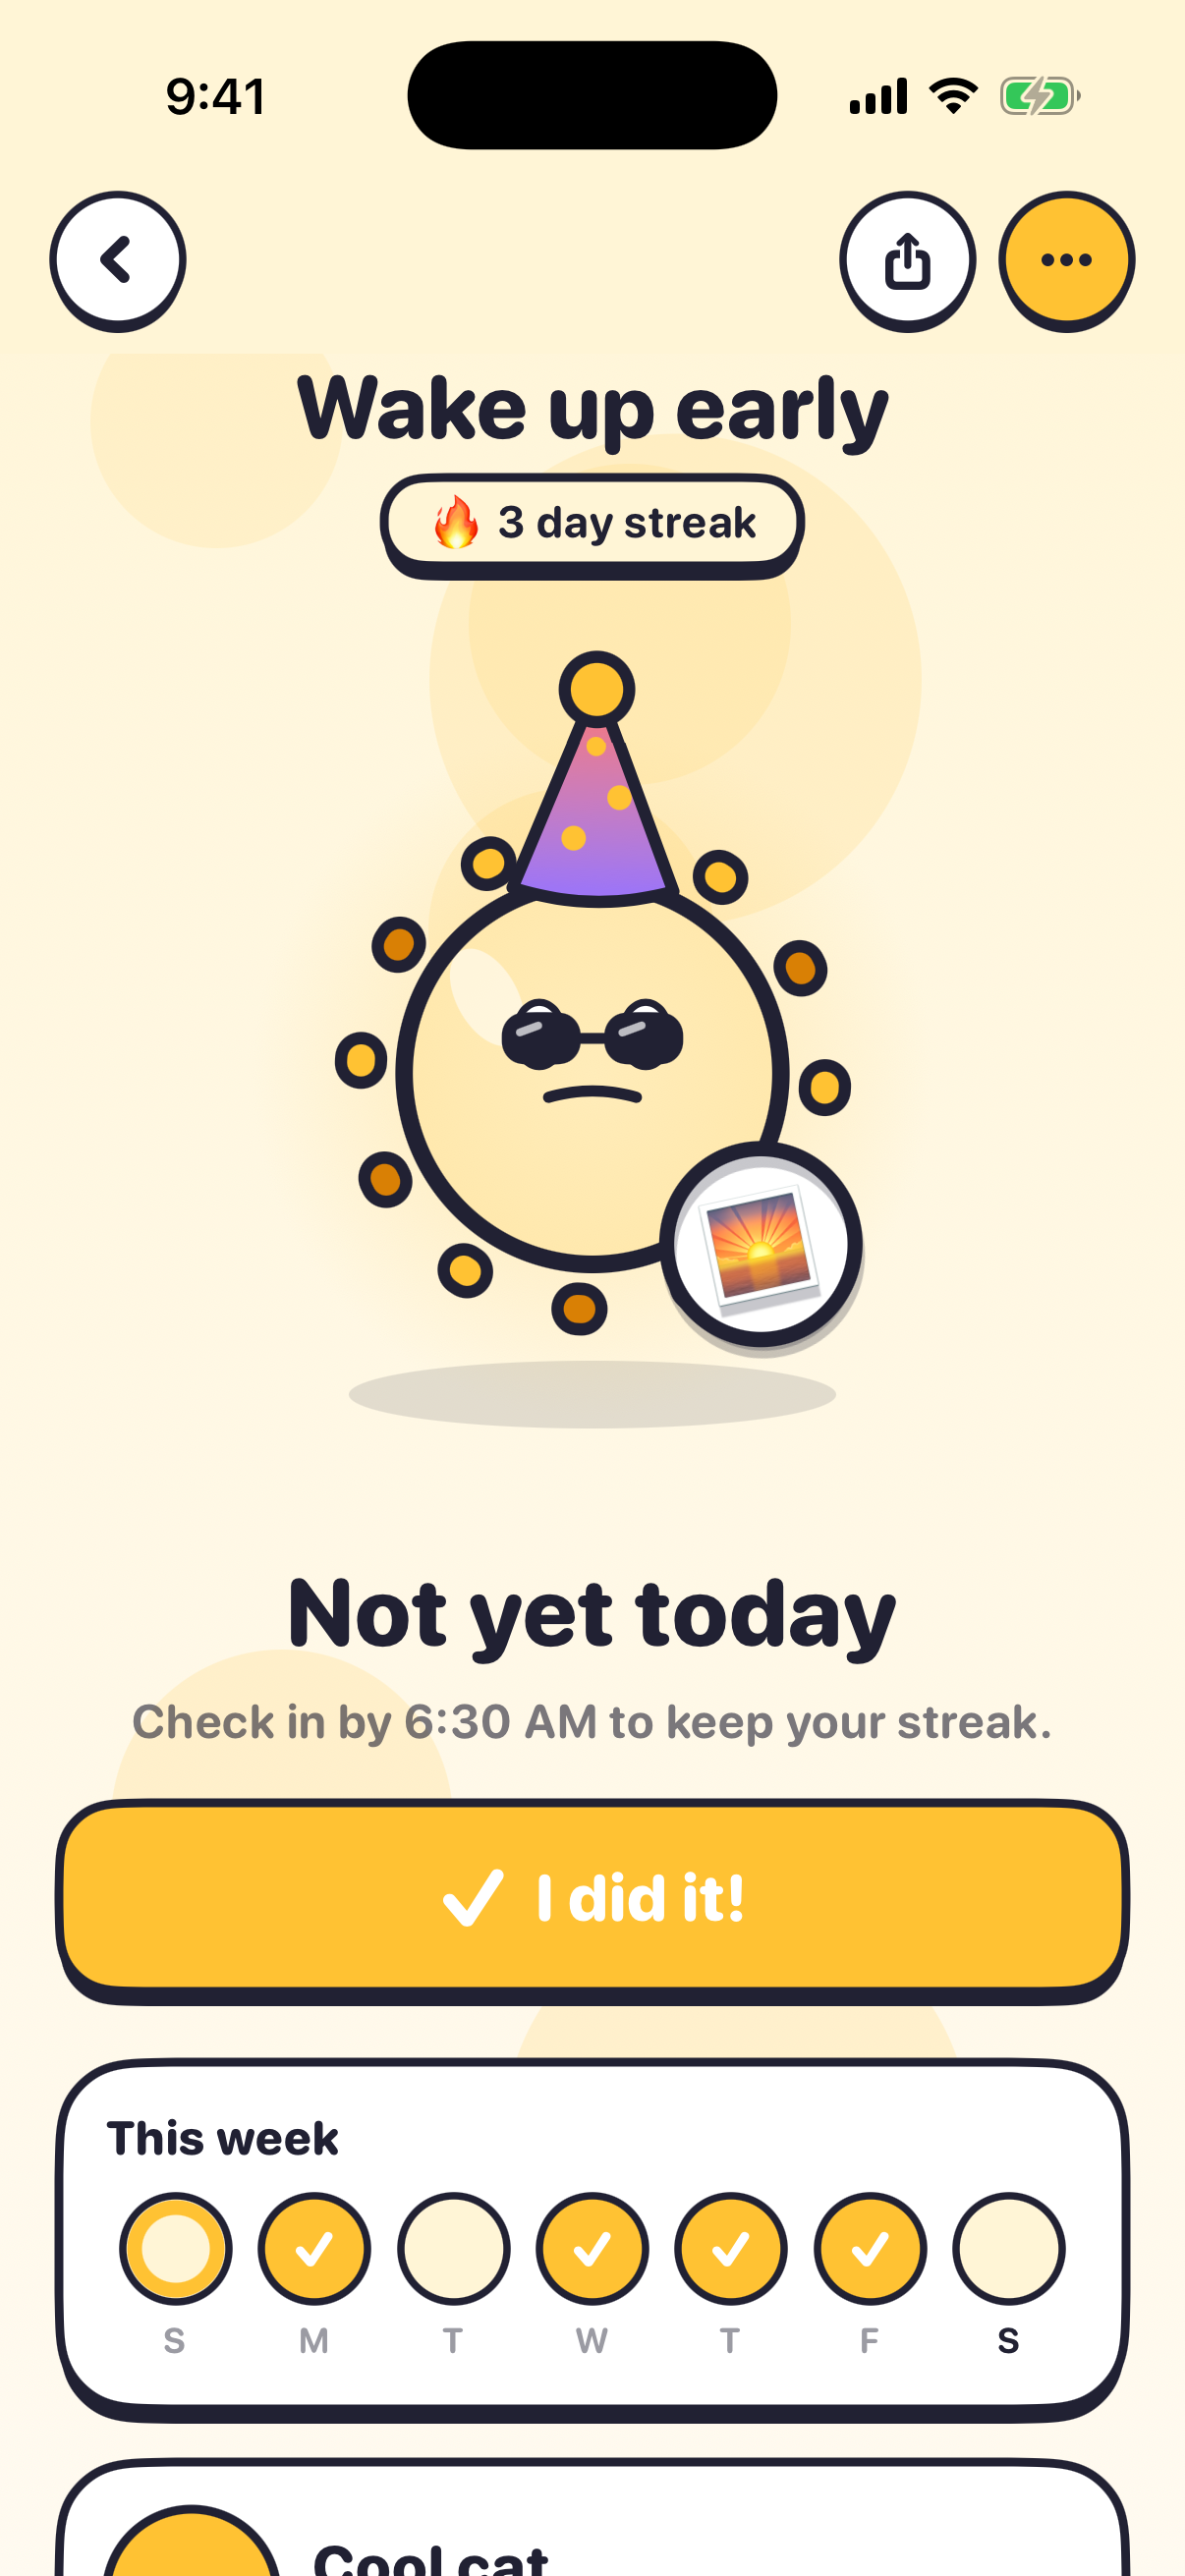 9:41
Wake up early
🔥 3 day streak
Not yet today
Check in by 6:30 AM to keep your streak.
I did it!
This week
S M T W T F S
Cool cat